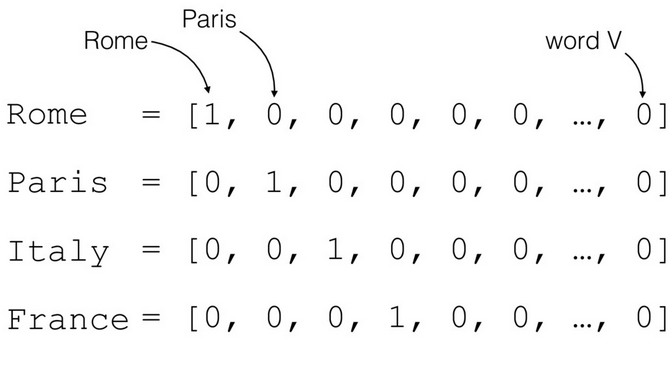 Paris
Rome
word V
Rome = [1, 0, 0, 0, 0, 0, …, 0]
Paris = [0, 1, 0, 0, 0, 0, …, 0]
Italy = [0, 0, 1, 0, 0, 0, …, 0]
France = [0, 0, 0, 1, 0, 0, …, 0]